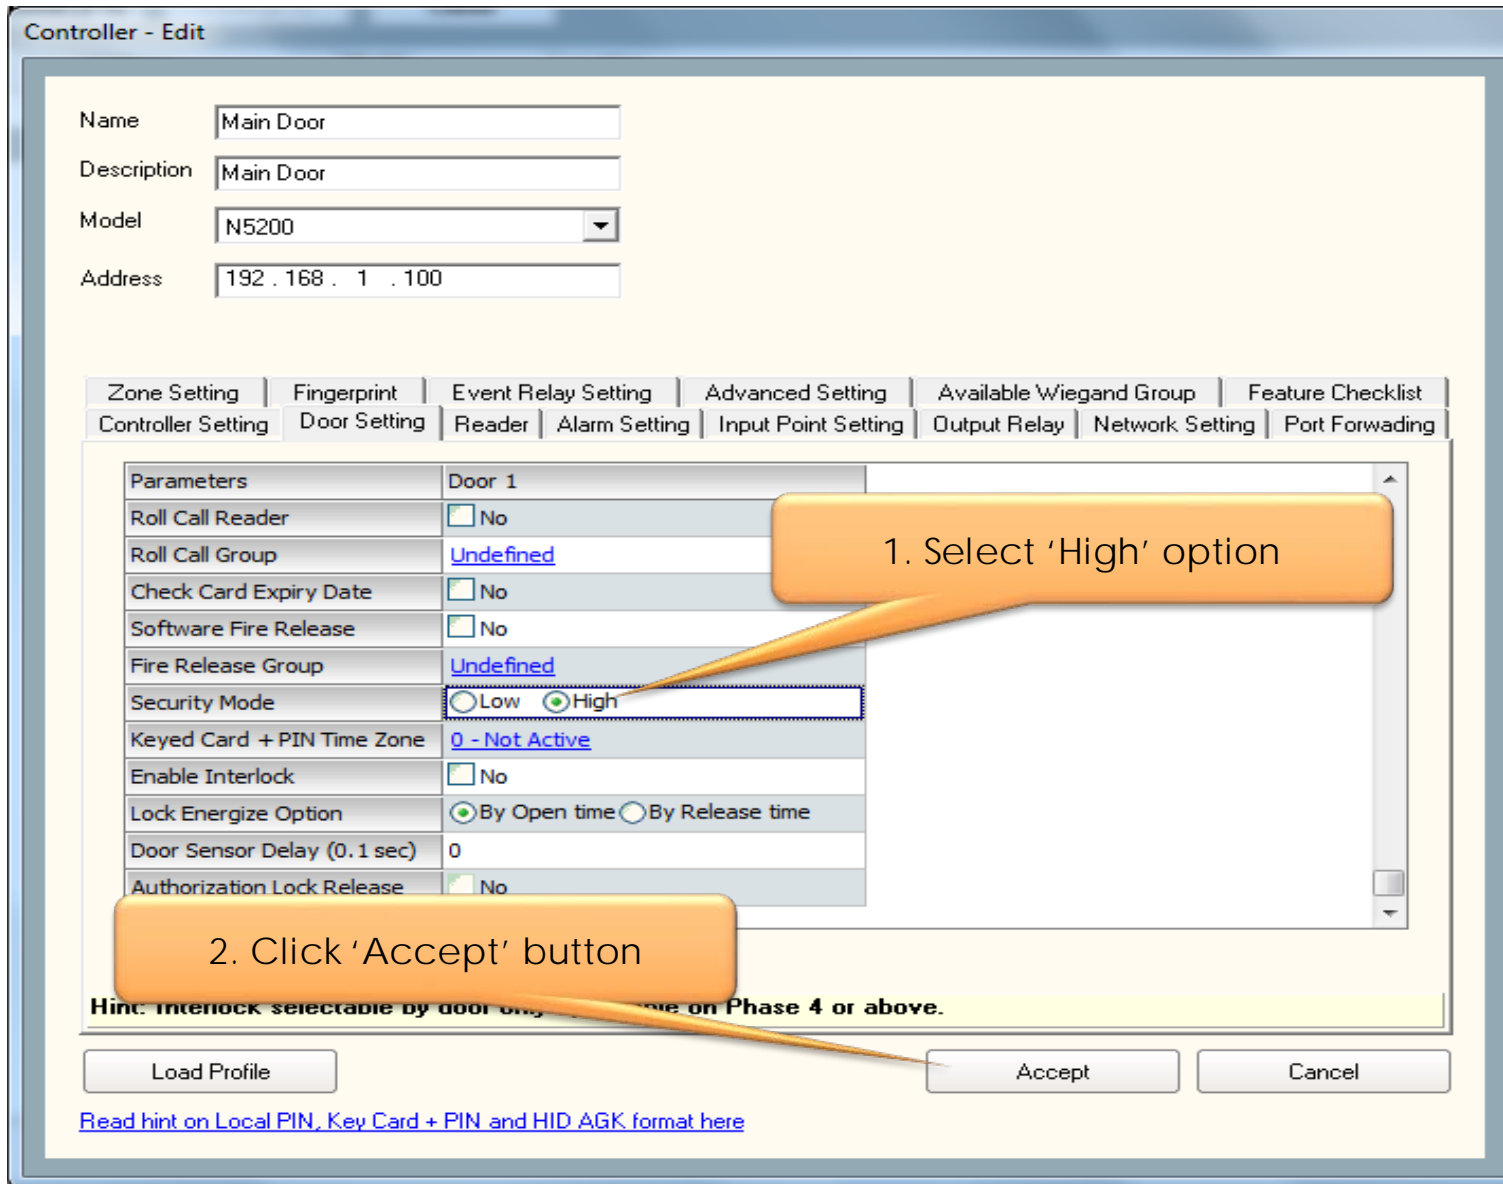 Controller - Edit
Name Main Door
Description Main Door
Model N5200
Address 192 . 168 . 1 . 100
Zone Setting Fingerprint Event Relay Setting Advanced Setting Available Wiegand Group Feature Checklist
Controller Setting Door Setting Reader Alarm Setting Input Point Setting Output Relay Network Setting Port Forwading
Parameters Door 1
Roll Call Reader No
Roll Call Group Undefined
1. Select ‘High’ option
Check Card Expiry Date No
Software Fire Release No
Fire Release Group Undefined
Security Mode Low High
Keyed Card + PIN Time Zone 0 - Not Active
Enable Interlock No
Lock Energize Option By Open time By Release time
Door Sensor Delay (0.1 sec) 0
Authorization Lock Release No
2. Click ‘Accept’ button
Hint: Interlock selectable by door only on Phase 4 or above.
Load Profile Accept Cancel
Read hint on Local PIN, Key Card + PIN and HID AGK format here